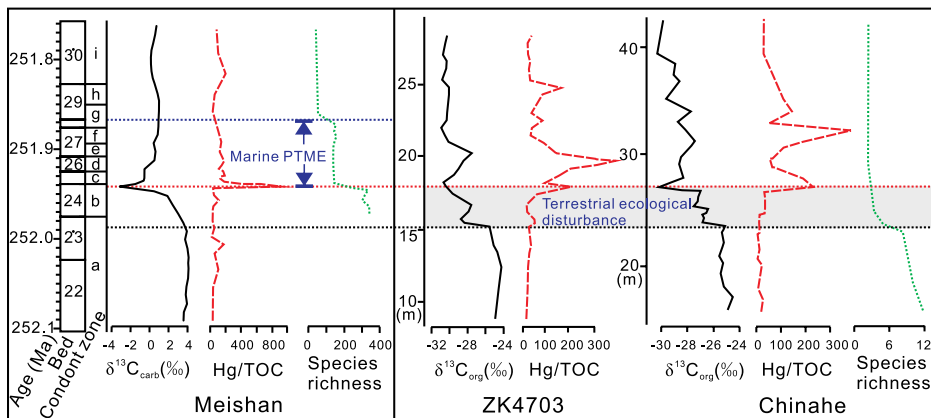 251.8
251.9
252.0
252.1
Age (Ma)
Bed
Condont zone
30
29
27
26
24
23
22
i
h
g
f
e
d
c
b
a
Marine PTME
-4 -2 0 2 4
δ¹³Ccarb(‰)
0 400 800
Hg/TOC
0 200 400
Species
richness
Meishan
25
20
15
10
(m)
Terrestrial ecological
disturbance
-32 -28 -24
δ¹³Corg(‰)
0 100 200 300
Hg/TOC
ZK4703
40
30
20
(m)
-30 -28 -26 -24
δ¹³Corg(‰)
0 100 200 300
Hg/TOC
0 6 12
Species
richness
Chinahe